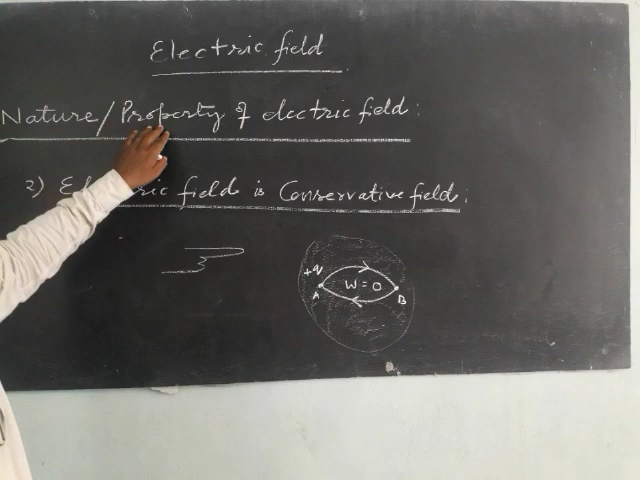 Electric field
Nature/Property of electric field:
2) Electric field is Conservative field;
+q
W=0
A
B